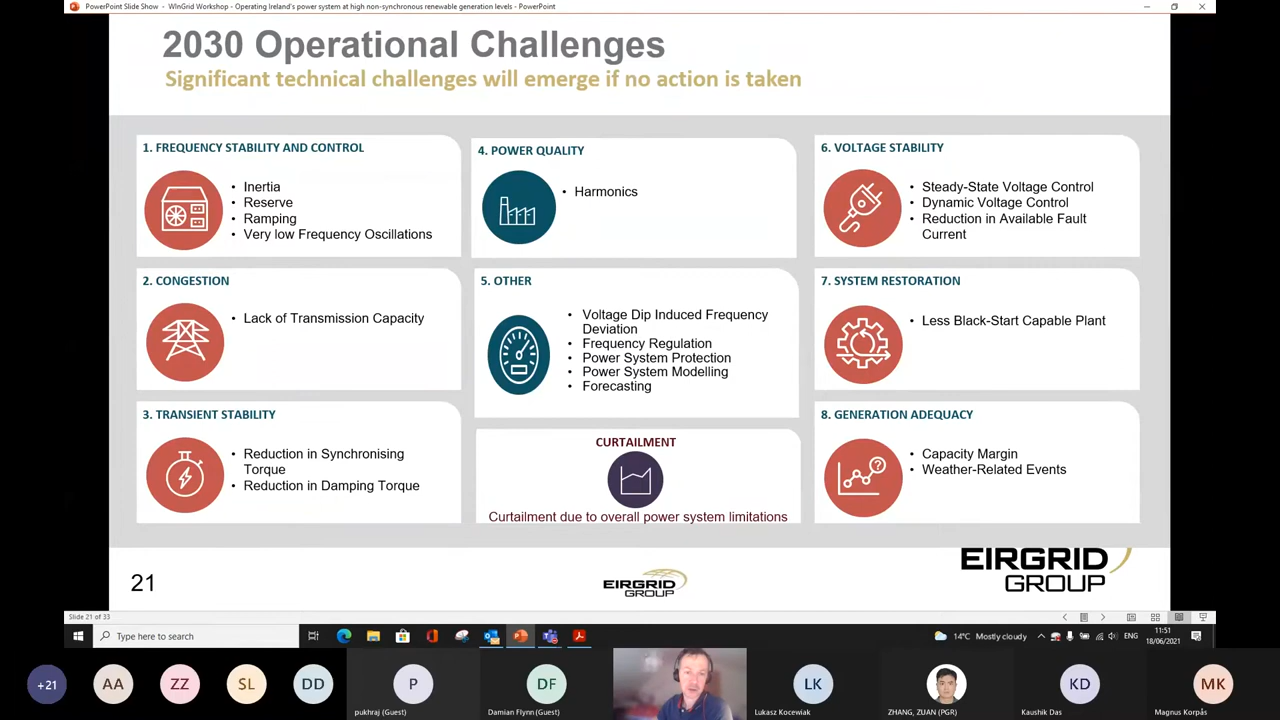 PowerPoint Slide Show - WInGrid Workshop - Operating Ireland's power system at high non-synchronous renewable generation levels - PowerPoint
2030 Operational Challenges
Significant technical challenges will emerge if no action is taken
1. FREQUENCY STABILITY AND CONTROL
• Inertia
• Reserve
• Ramping
• Very low Frequency Oscillations
2. CONGESTION
• Lack of Transmission Capacity
3. TRANSIENT STABILITY
• Reduction in Synchronising
Torque
• Reduction in Damping Torque
4. POWER QUALITY
• Harmonics
5. OTHER
• Voltage Dip Induced Frequency
Deviation
• Frequency Regulation
• Power System Protection
• Power System Modelling
• Forecasting
CURTAILMENT
Curtailment due to overall power system limitations
6. VOLTAGE STABILITY
• Steady-State Voltage Control
• Dynamic Voltage Control
• Reduction in Available Fault
Current
7. SYSTEM RESTORATION
• Less Black-Start Capable Plant
8. GENERATION ADEQUACY
• Capacity Margin
• Weather-Related Events
21
EIRGRID
GROUP
EIRGRID
GROUP
Slide 21 of 33
Type here to search
14°C Mostly cloudy
ENG
11:51
18/06/2021
+21
AA
ZZ
SL
DD
P
pukhraj (Guest)
DF
Damian Flynn(Guest)
LK
Lukasz Kocewiak
ZHANG, ZUAN (PGR)
KD
Kaushik Das
MK
Magnus Korpås